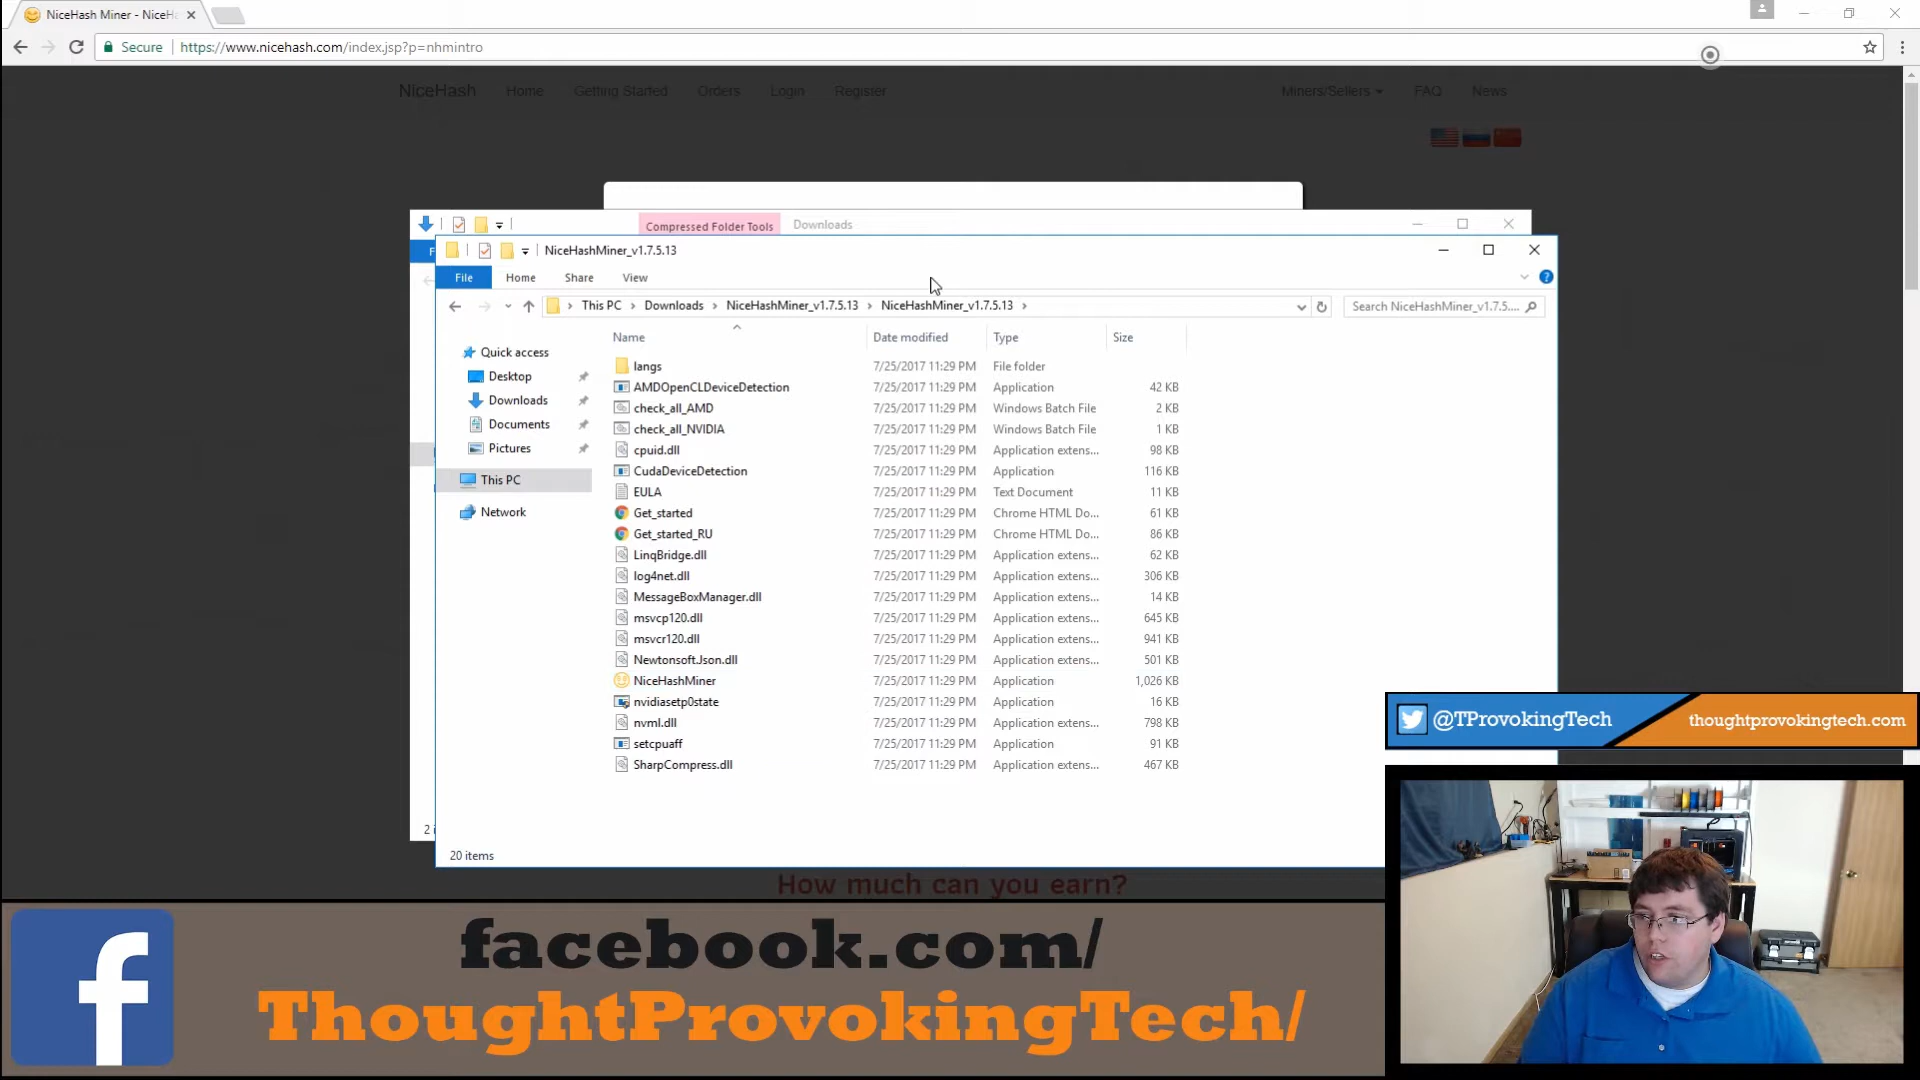 NiceHash Miner - NiceHa
Secure https://www.nicehash.com/index.jsp?p=nhmintro
NiceHash Home Getting Started Orders Login Register Miners/Sellers FAQ News
Compressed Folder Tools Downloads
NiceHashMiner_v1.7.5.13
File Home Share View
This PC Downloads NiceHashMiner_v1.7.5.13 NiceHashMiner_v1.7.5.13
Search NiceHashMiner_v1.7.5....
Name Date modified Type Size
Quick access
Desktop
Downloads
Documents
Pictures
This PC
Network
langs 7/25/2017 11:29 PM File folder
AMDOpenCLDeviceDetection 7/25/2017 11:29 PM Application 42 KB
check_all_AMD 7/25/2017 11:29 PM Windows Batch File 2 KB
check_all_NVIDIA 7/25/2017 11:29 PM Windows Batch File 1 KB
cpuid.dll 7/25/2017 11:29 PM Application extens... 98 KB
CudaDeviceDetection 7/25/2017 11:29 PM Application 116 KB
EULA 7/25/2017 11:29 PM Text Document 11 KB
Get_started 7/25/2017 11:29 PM Chrome HTML Do... 61 KB
Get_started_RU 7/25/2017 11:29 PM Chrome HTML Do... 86 KB
LinqBridge.dll 7/25/2017 11:29 PM Application extens... 62 KB
log4net.dll 7/25/2017 11:29 PM Application extens... 306 KB
MessageBoxManager.dll 7/25/2017 11:29 PM Application extens... 14 KB
msvcp120.dll 7/25/2017 11:29 PM Application extens... 645 KB
msvcr120.dll 7/25/2017 11:29 PM Application extens... 941 KB
Newtonsoft.Json.dll 7/25/2017 11:29 PM Application extens... 501 KB
NiceHashMiner 7/25/2017 11:29 PM Application 1,026 KB
nvidiasetp0state 7/25/2017 11:29 PM Application 16 KB
nvml.dll 7/25/2017 11:29 PM Application extens... 798 KB
setcpuaff 7/25/2017 11:29 PM Application 91 KB
SharpCompress.dll 7/25/2017 11:29 PM Application extens... 467 KB
20 items
@TProvokingTech thoughtprovokingtech.com
How much can you earn?
facebook.com/
ThoughtProvokingTech/